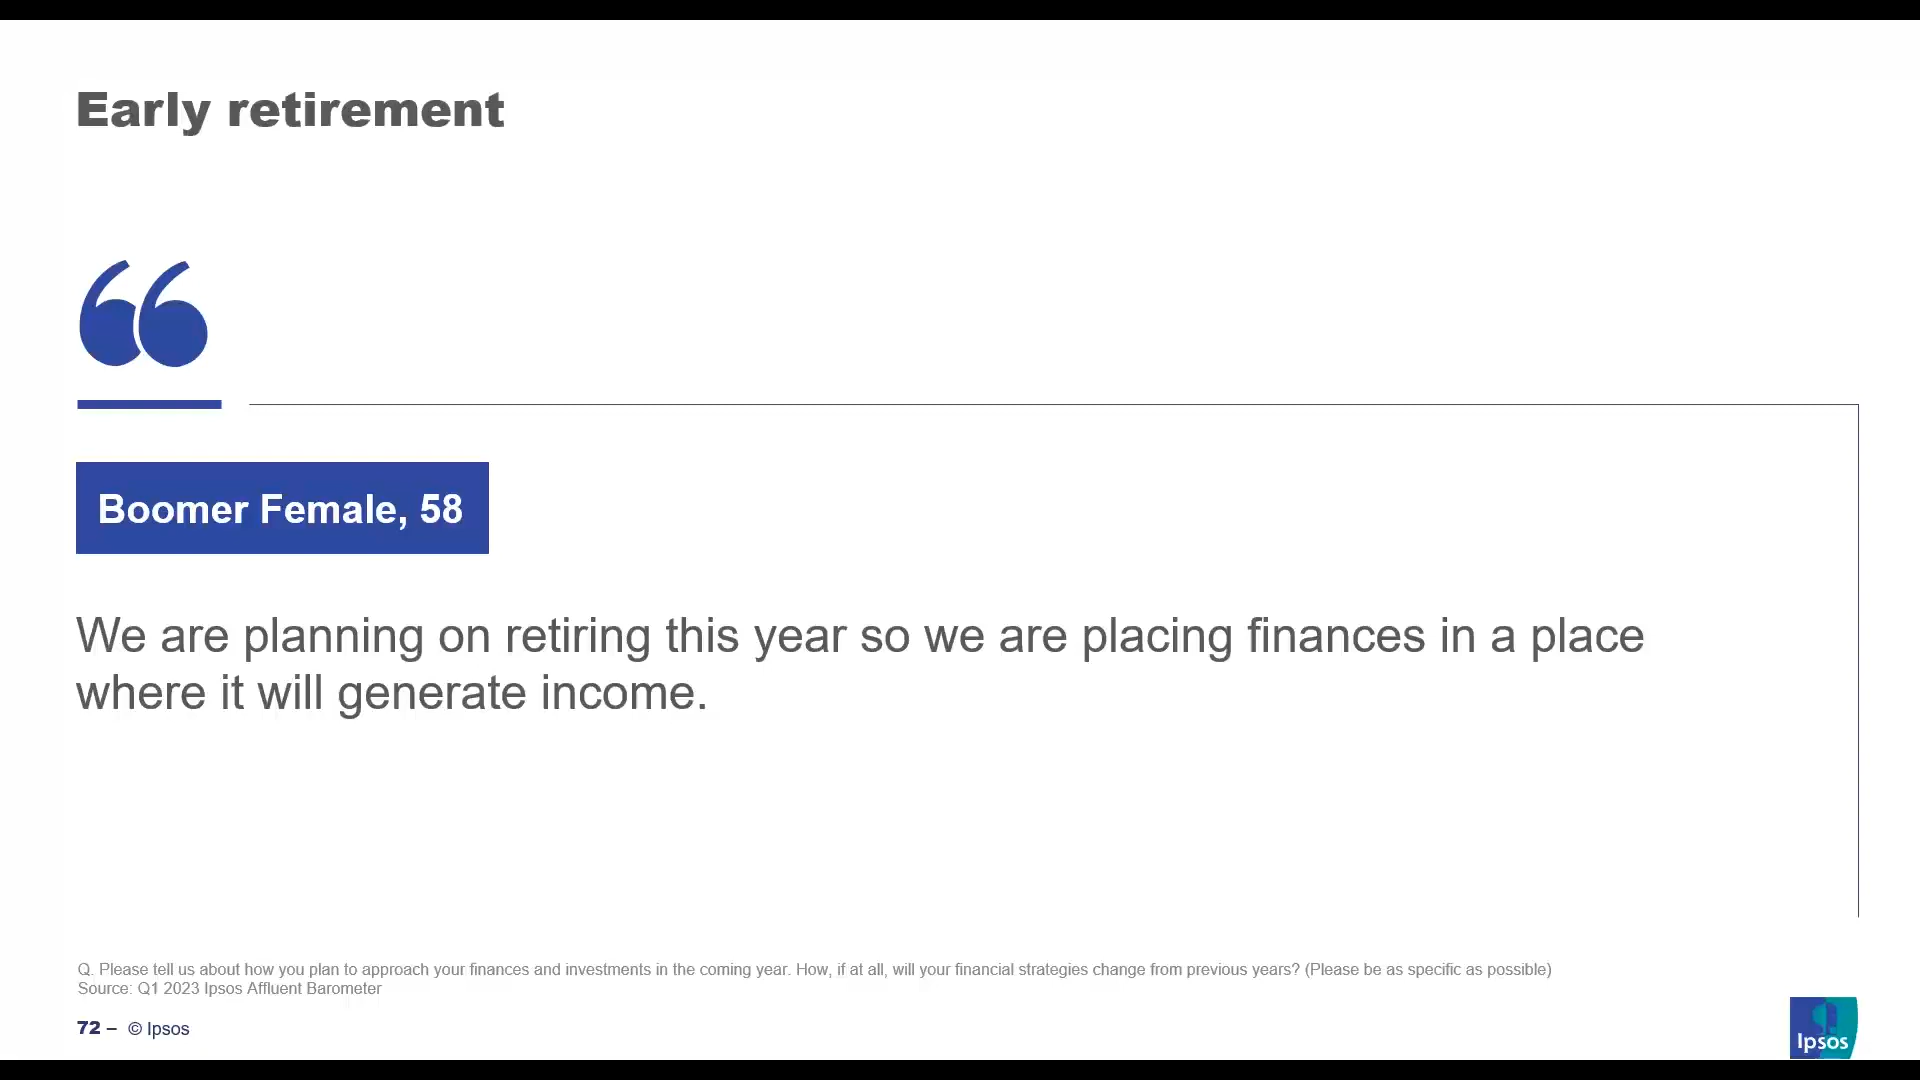 Early retirement
“
Boomer Female, 58
We are planning on retiring this year so we are placing finances in a place
where it will generate income.
Q. Please tell us about how you plan to approach your finances and investments in the coming year. How, if at all, will your financial strategies change from previous years? (Please be as specific as possible)
Source: Q1 2023 Ipsos Affluent Barometer
72 – © Ipsos
Ipsos